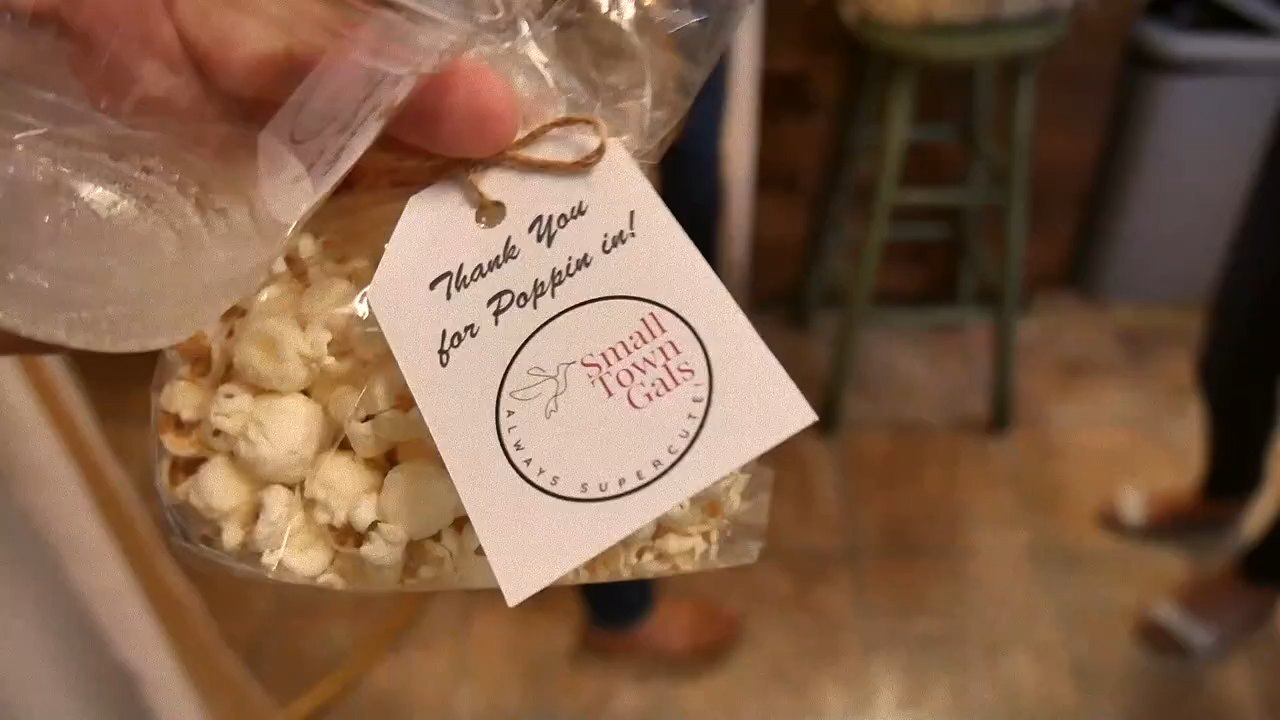 Thank You
for Poppin in!
Small
Town
Gals
ALWAYS SUPERCUTE!